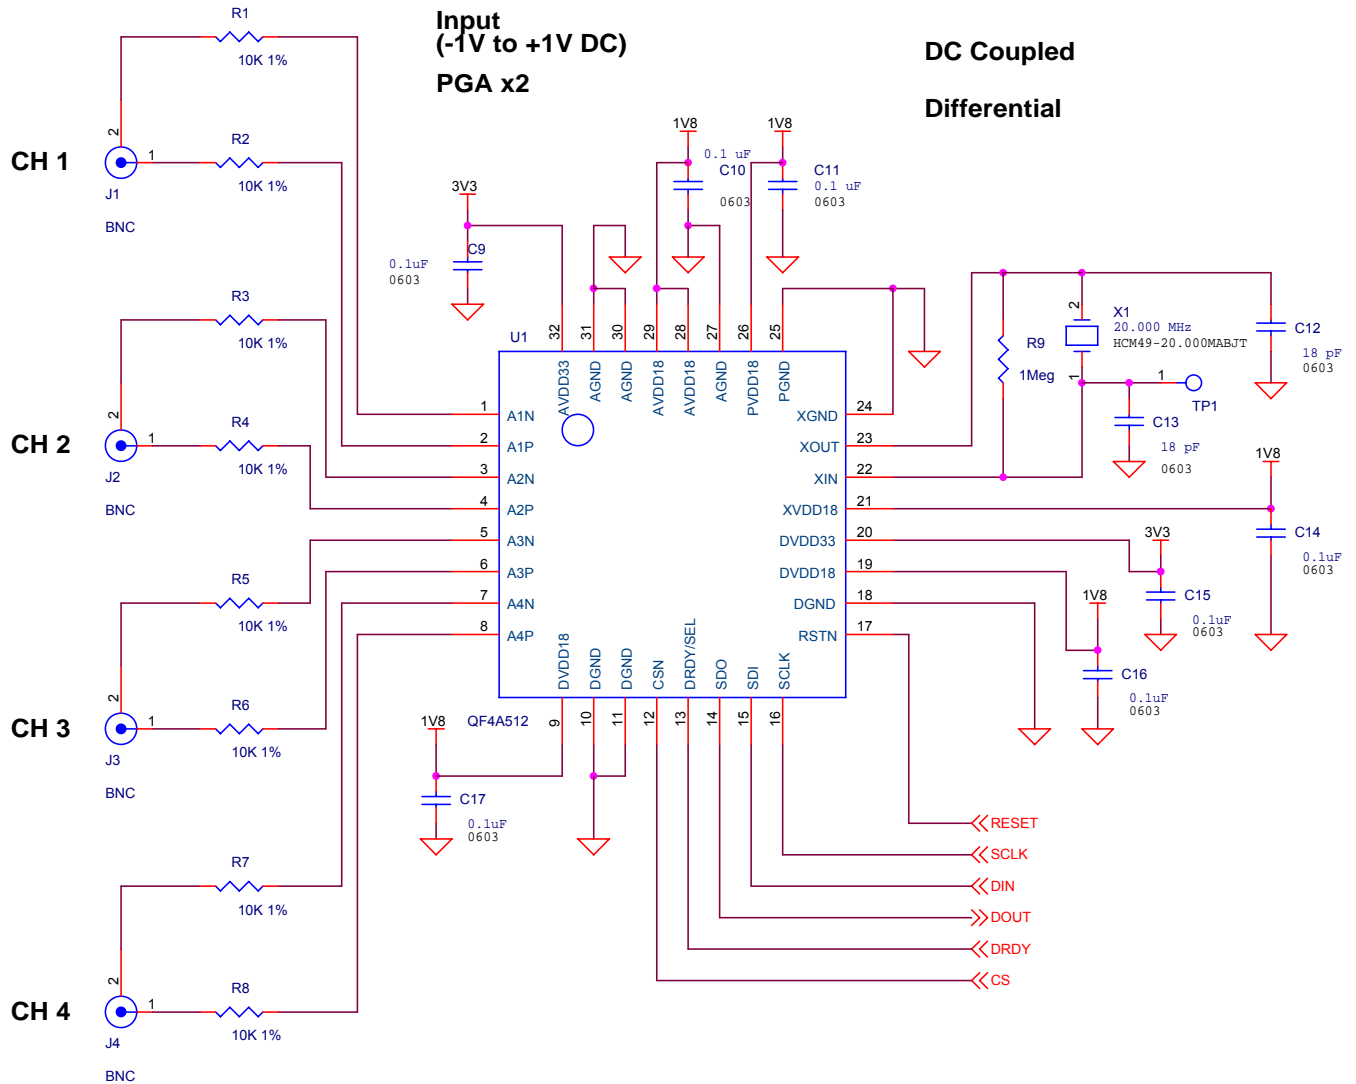 Input
(-1V to +1V DC)
PGA x2
DC Coupled
Differential
R1
10K 1%
2
R2
CH 1
1
10K 1%
J1
BNC
R3
10K 1%
2
R4
CH 2
1
10K 1%
J2
BNC
R5
10K 1%
2
R6
CH 3
1
10K 1%
J3
BNC
R7
10K 1%
2
R8
CH 4
1
10K 1%
J4
BNC
3V3
C9
0.1uF
0603
1V8
0.1 uF
C10
0603
1V8
C11
0.1 uF
0603
U1
32 31 30 29 28 27 26 25
AVDD33 AGND AGND AVDD18 AVDD18 AGND PVDD18 PGND
1 A1N
2 A1P
3 A2N
4 A2P
5 A3N
6 A3P
7 A4N
8 A4P
XGND 24
XOUT 23
XIN 22
XVDD18 21
DVDD33 20
DVDD18 19
DGND 18
RSTN 17
DVDD18 DGND DGND CSN DRDY/SEL SDO SDI SCLK
9 10 11 12 13 14 15 16
QF4A512
R9
1Meg
2
X1
20.000 MHz
HCM49-20.000MABJT
1
1
TP1
C12
18 pF
0603
C13
18 pF
0603
1V8
C14
0.1uF
0603
3V3
C15
0.1uF
0603
1V8
C16
0.1uF
0603
1V8
C17
0.1uF
0603
RESET
SCLK
DIN
DOUT
DRDY
CS